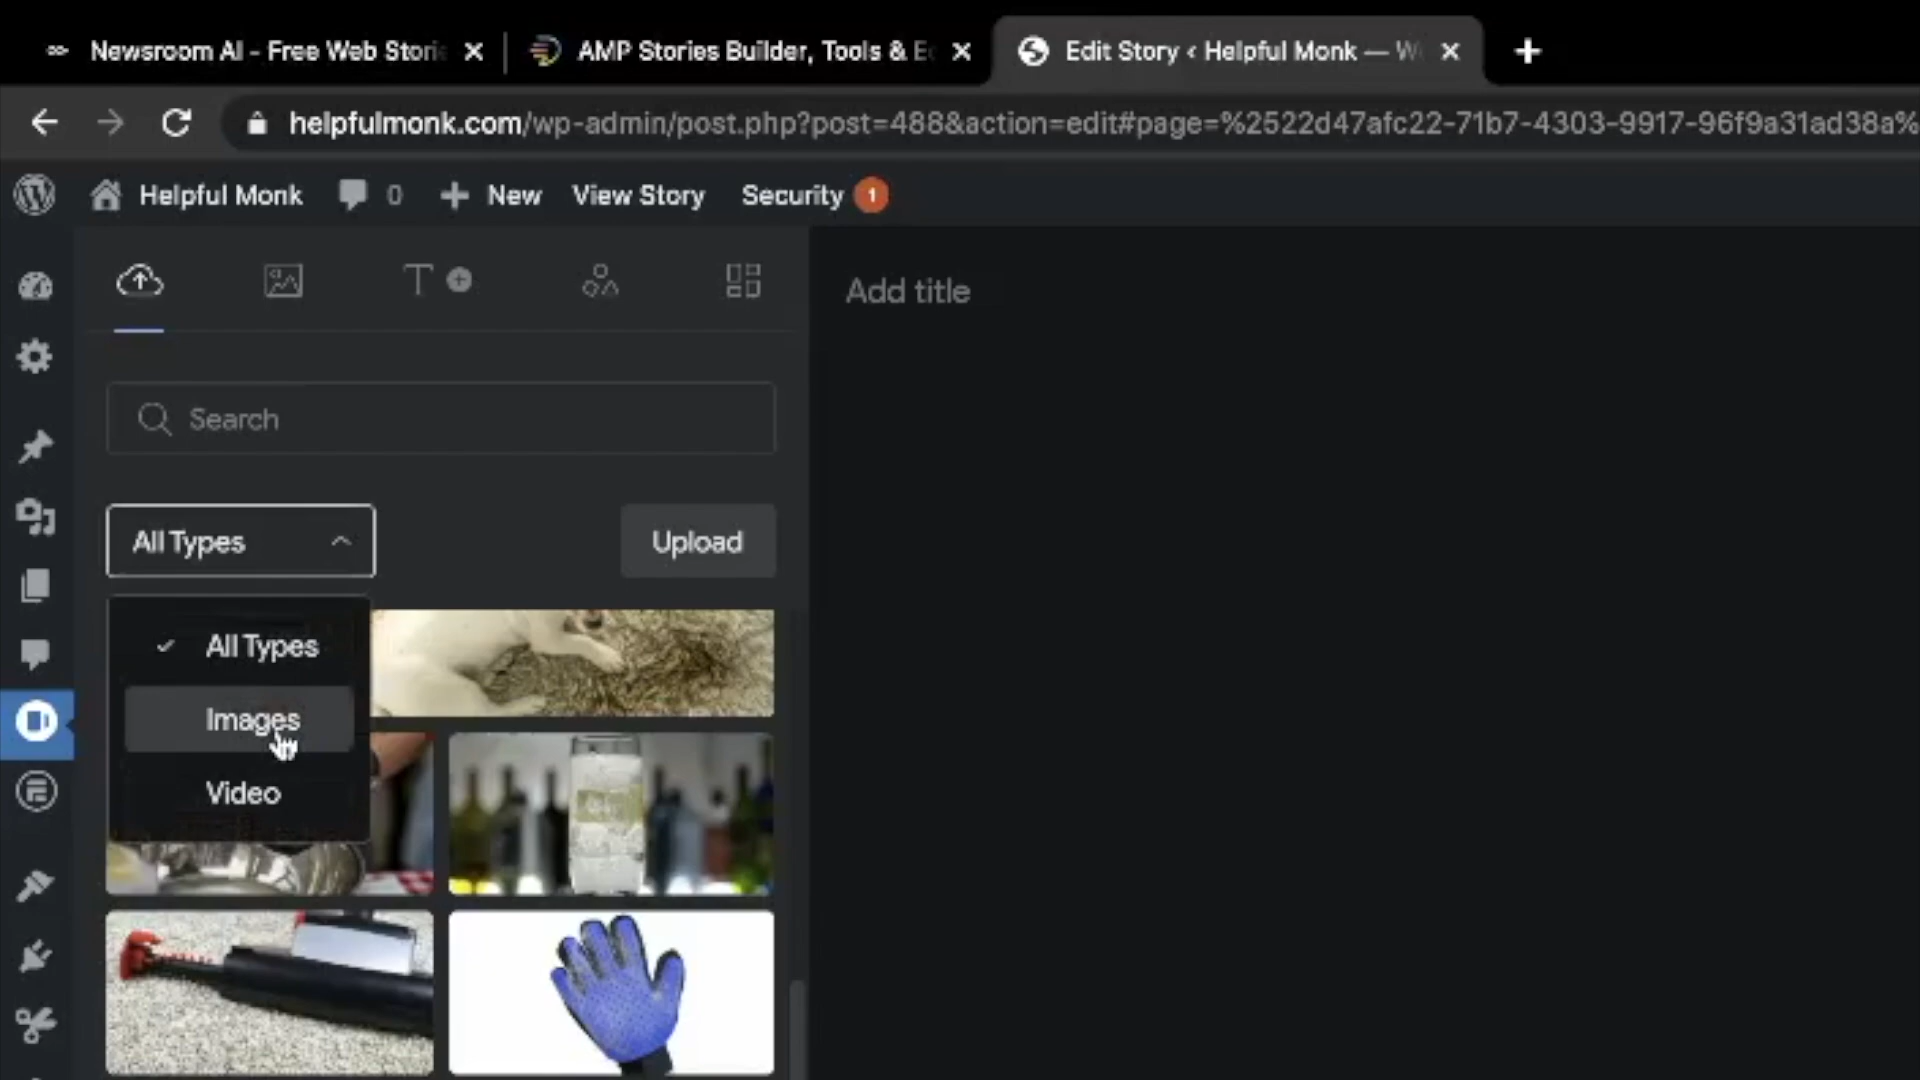 Newsroom AI - Free Web Stori
AMP Stories Builder, Tools & E
Edit Story ‹ Helpful Monk — W
helpfulmonk.com/wp-admin/post.php?post=488&action=edit#page=%2522d47afc22-71b7-4303-9917-96f9a31ad38a%
Helpful Monk
0
New
View Story
Security
1
T
Add title
Search
All Types
Upload
All Types
Images
Video